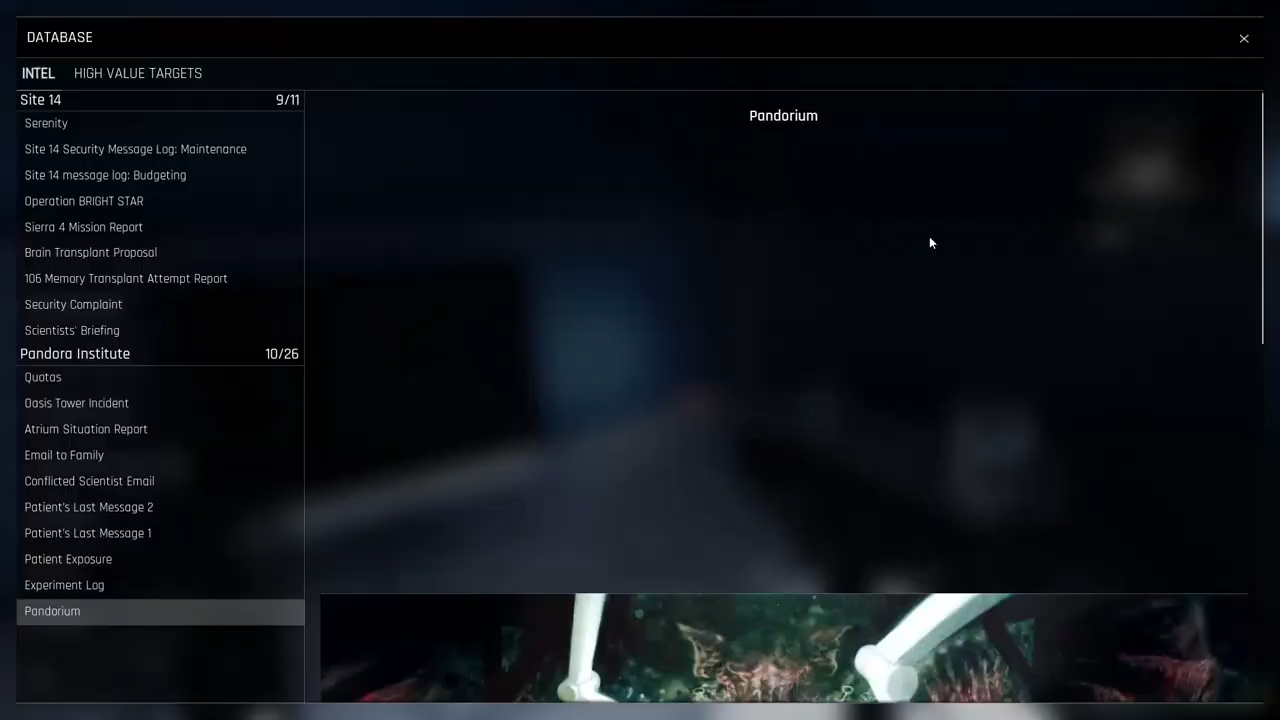 DATABASE
INTEL HIGH VALUE TARGETS
Site 14 9/11
Serenity
Site 14 Security Message Log: Maintenance
Site 14 message log: Budgeting
Operation BRIGHT STAR
Sierra 4 Mission Report
Brain Transplant Proposal
106 Memory Transplant Attempt Report
Security Complaint
Scientists' Briefing
Pandora Institute 10/26
Quotas
Oasis Tower Incident
Atrium Situation Report
Email to Family
Conflicted Scientist Email
Patient's Last Message 2
Patient's Last Message 1
Patient Exposure
Experiment Log
Pandorium
Pandorium